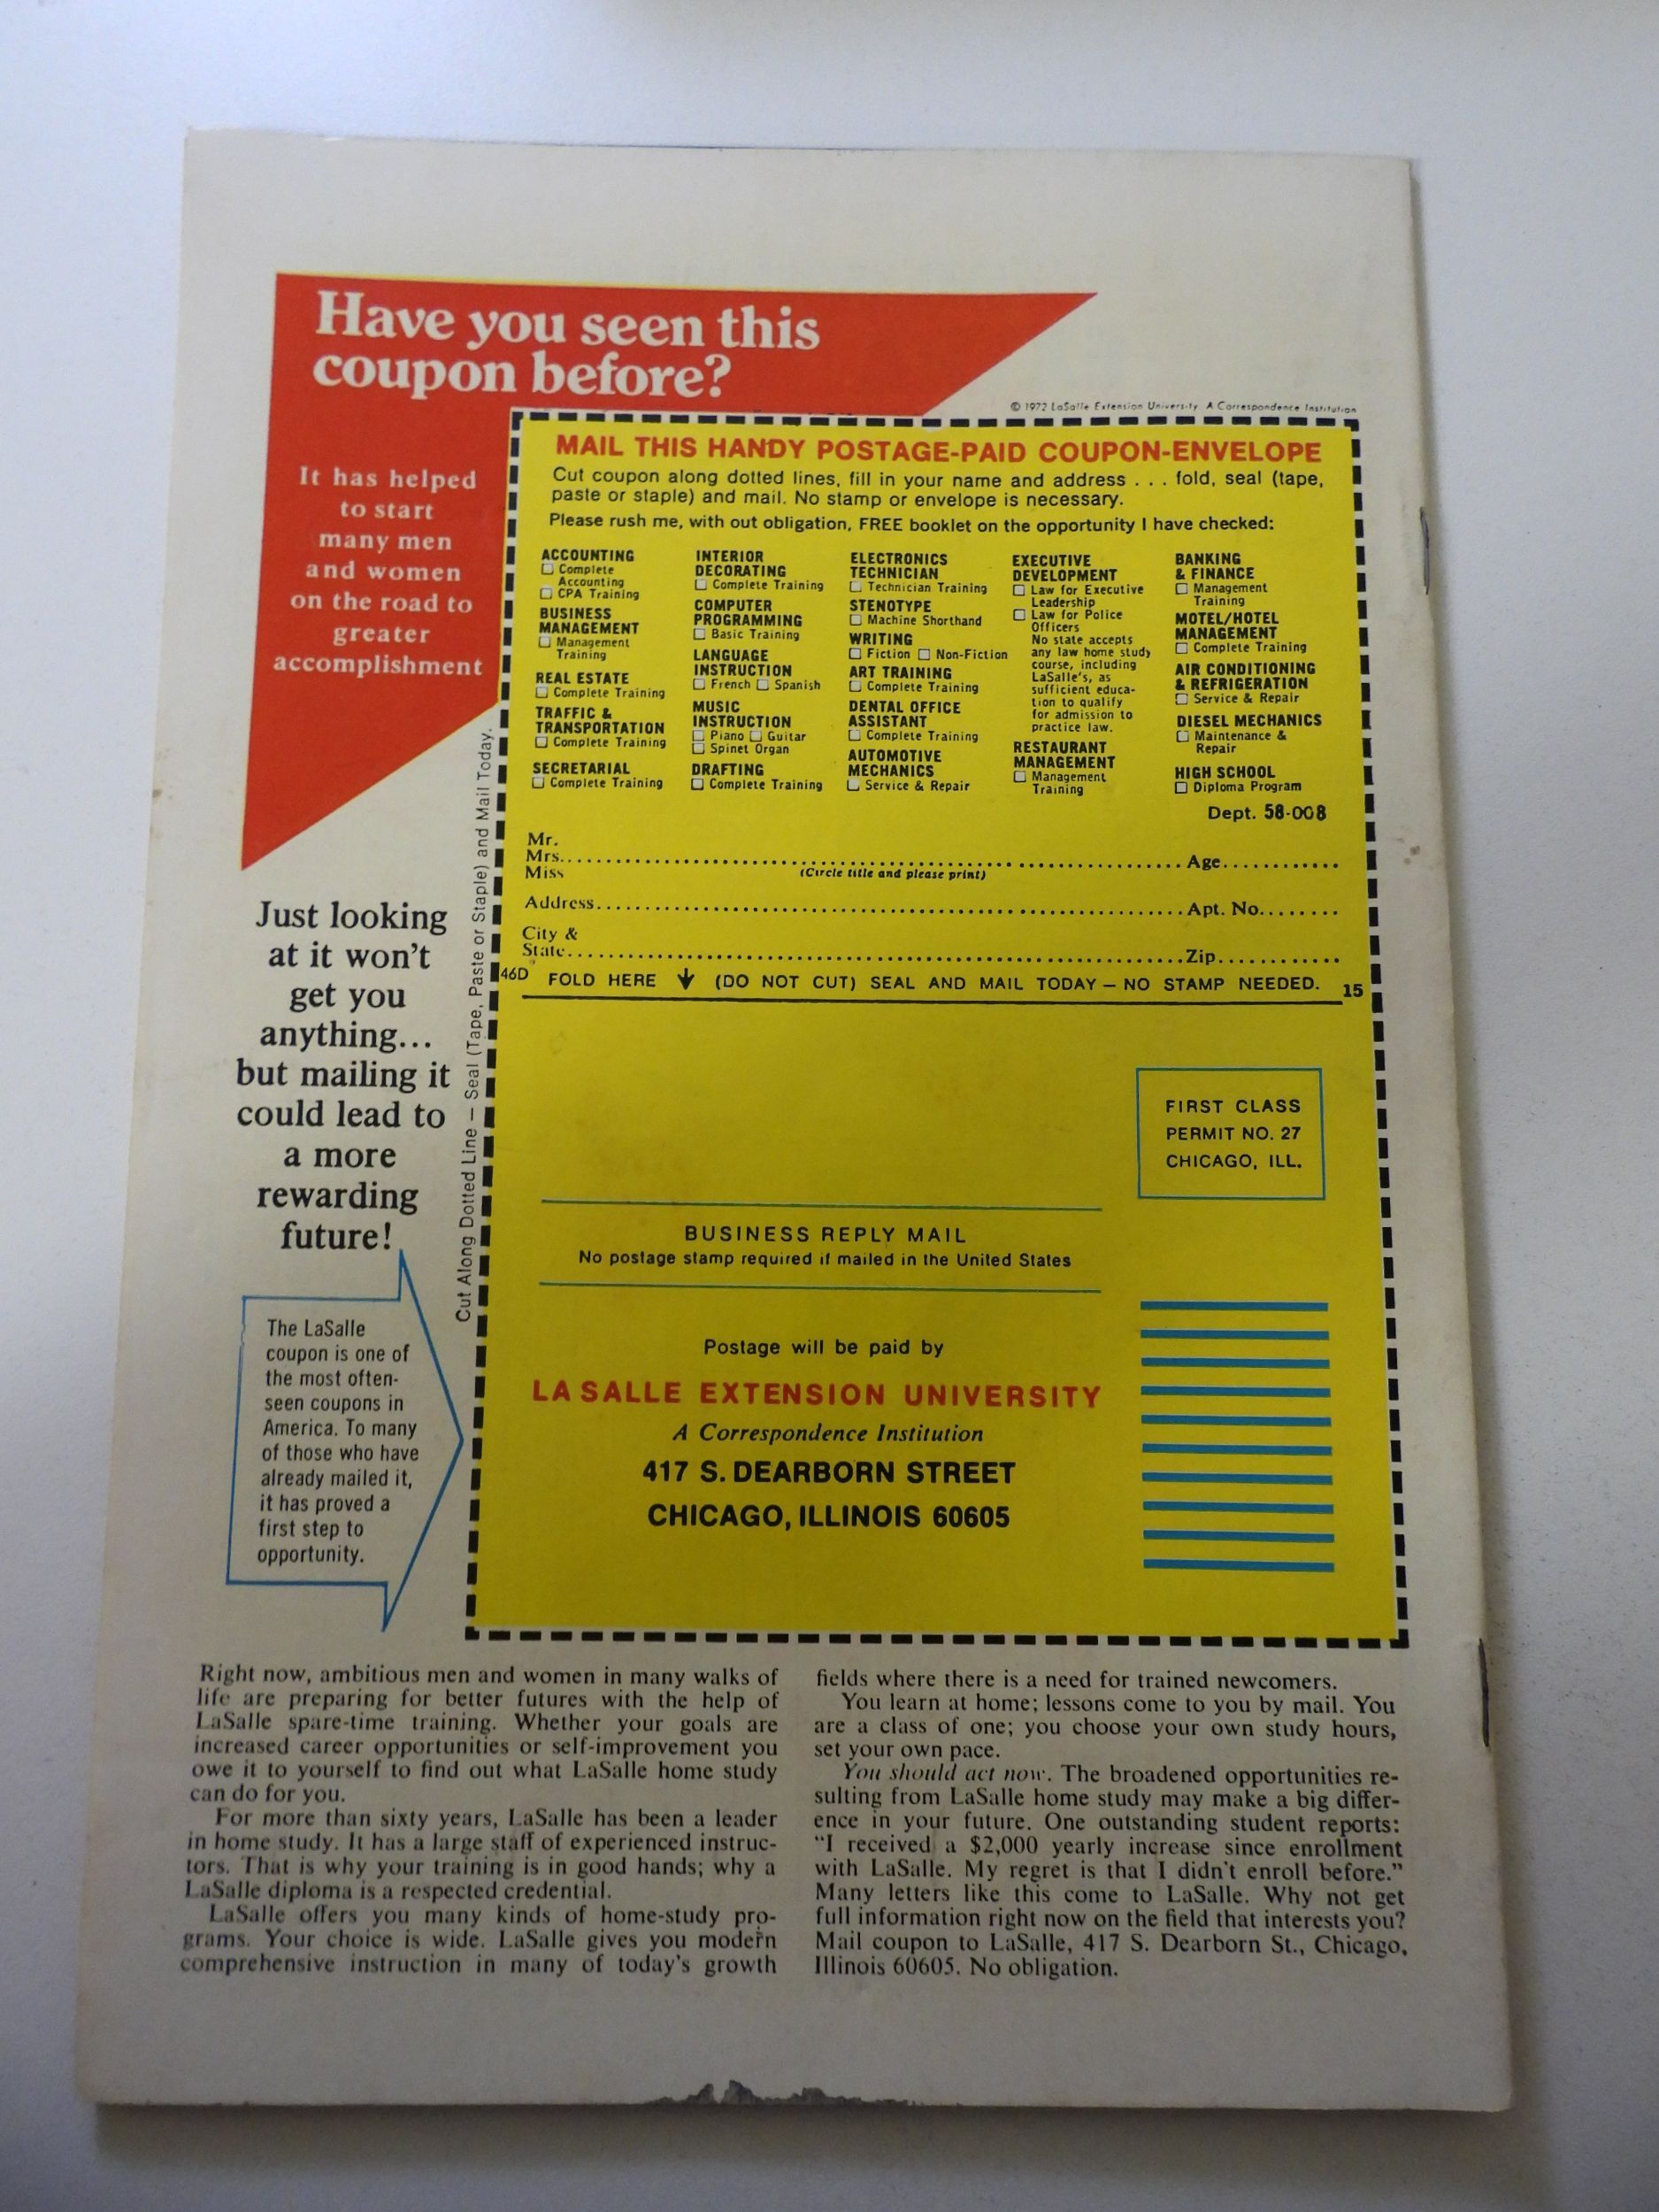 Have you seen this
coupon before?
It has helped
to start
many men
and women
on the road to
greater
accomplishment
Just looking
at it won't
get you
anything...
but mailing it
could lead to
a more
rewarding
future!
The LaSalle
coupon is one of
the most often-
seen coupons in
America. To many
of those who have
already mailed it,
it has proved a
first step to
opportunity.
Cut Along Dotted Line — Seal (Tape, Paste or Staple) and Mail Today.
© 1972 LaSalle Extension University A Correspondence Institution
MAIL THIS HANDY POSTAGE-PAID COUPON-ENVELOPE
Cut coupon along dotted lines, fill in your name and address . . . fold, seal (tape,
paste or staple) and mail. No stamp or envelope is necessary.
Please rush me, with out obligation, FREE booklet on the opportunity I have checked:
ACCOUNTING
☐ Complete
Accounting
☐ CPA Training
BUSINESS
MANAGEMENT
☐ Management
Training
REAL ESTATE
☐ Complete Training
TRAFFIC &
TRANSPORTATION
☐ Complete Training
SECRETARIAL
☐ Complete Training
INTERIOR
DECORATING
☐ Complete Training
COMPUTER
PROGRAMMING
☐ Basic Training
LANGUAGE
INSTRUCTION
☐ French ☐ Spanish
MUSIC
INSTRUCTION
☐ Piano ☐ Guitar
☐ Spinet Organ
DRAFTING
☐ Complete Training
ELECTRONICS
TECHNICIAN
☐ Technician Training
STENOTYPE
☐ Machine Shorthand
WRITING
☐ Fiction ☐ Non-Fiction
ART TRAINING
☐ Complete Training
DENTAL OFFICE
ASSISTANT
☐ Complete Training
AUTOMOTIVE
MECHANICS
☐ Service & Repair
EXECUTIVE
DEVELOPMENT
☐ Law for Executive
Leadership
☐ Law for Police
Officers
No state accepts
any law home study
course, including
LaSalle's, as
sufficient educa-
tion to qualify
for admission to
practice law.
RESTAURANT
MANAGEMENT
☐ Management
Training
BANKING
& FINANCE
☐ Management
Training
MOTEL/HOTEL
MANAGEMENT
☐ Complete Training
AIR CONDITIONING
& REFRIGERATION
☐ Service & Repair
DIESEL MECHANICS
☐ Maintenance &
Repair
HIGH SCHOOL
☐ Diploma Program
Dept. 58-008
Mr.
Mrs. Age
Miss (Circle title and please print)
Address Apt. No.
City &
State Zip
46D FOLD HERE ↓ (DO NOT CUT) SEAL AND MAIL TODAY — NO STAMP NEEDED. 15
FIRST CLASS
PERMIT NO. 27
CHICAGO, ILL.
BUSINESS REPLY MAIL
No postage stamp required if mailed in the United States
Postage will be paid by
LA SALLE EXTENSION UNIVERSITY
A Correspondence Institution
417 S. DEARBORN STREET
CHICAGO, ILLINOIS 60605
Right now, ambitious men and women in many walks of
life are preparing for better futures with the help of
LaSalle spare-time training. Whether your goals are
increased career opportunities or self-improvement you
owe it to yourself to find out what LaSalle home study
can do for you.
For more than sixty years, LaSalle has been a leader
in home study. It has a large staff of experienced instruc-
tors. That is why your training is in good hands; why a
LaSalle diploma is a respected credential.
LaSalle offers you many kinds of home-study pro-
grams. Your choice is wide. LaSalle gives you modern
comprehensive instruction in many of today's growth
fields where there is a need for trained newcomers.
You learn at home; lessons come to you by mail. You
are a class of one; you choose your own study hours,
set your own pace.
You should act now. The broadened opportunities re-
sulting from LaSalle home study may make a big differ-
ence in your future. One outstanding student reports:
"I received a $2,000 yearly increase since enrollment
with LaSalle. My regret is that I didn't enroll before."
Many letters like this come to LaSalle. Why not get
full information right now on the field that interests you?
Mail coupon to LaSalle, 417 S. Dearborn St., Chicago,
Illinois 60605. No obligation.